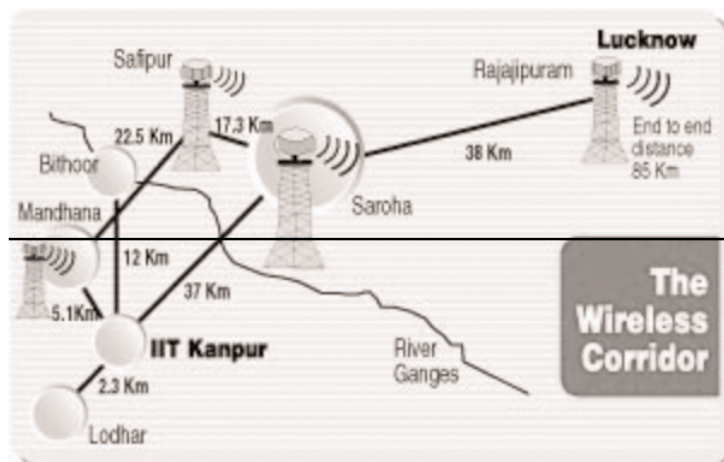 Lucknow
Safipur
Rajajipuram
17.3 Km
22.5 Km
End to end
distance
85 Km
38 Km
Bithoor
Saroha
Mandhana
12 Km
37 Km
5.1Km
The
Wireless
Corridor
IIT Kanpur
River
Ganges
2.3 Km
Lodhar